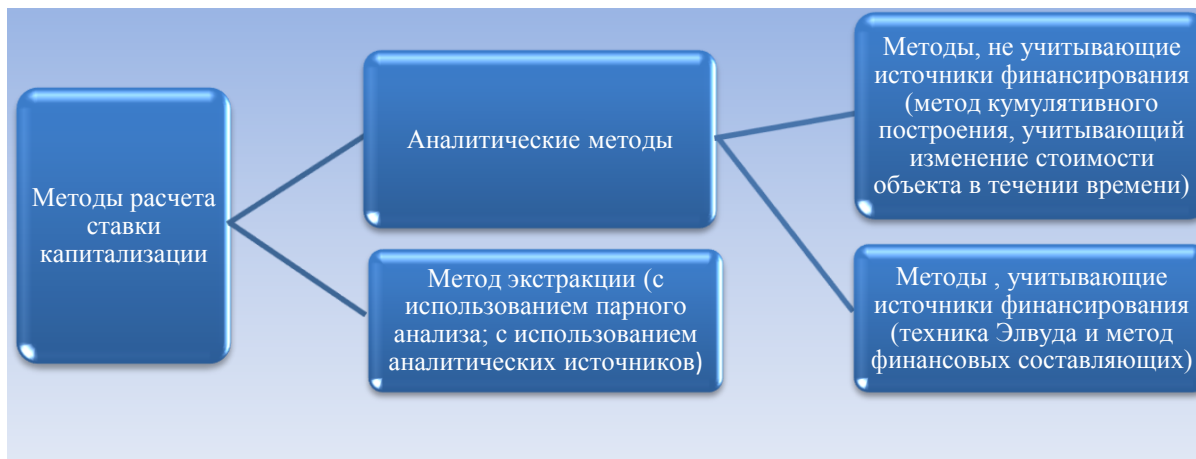 Методы расчета
ставки
капитализации
Аналитические методы
Метод экстракции (с
использованием парного
анализа; с использованием
аналитических источников)
Методы, не учитывающие
источники финансирования
(метод кумулятивного
построения, учитывающий
изменение стоимости
объекта в течении времени)
Методы , учитывающие
источники финансирования
(техника Элвуда и метод
финансовых составляющих)